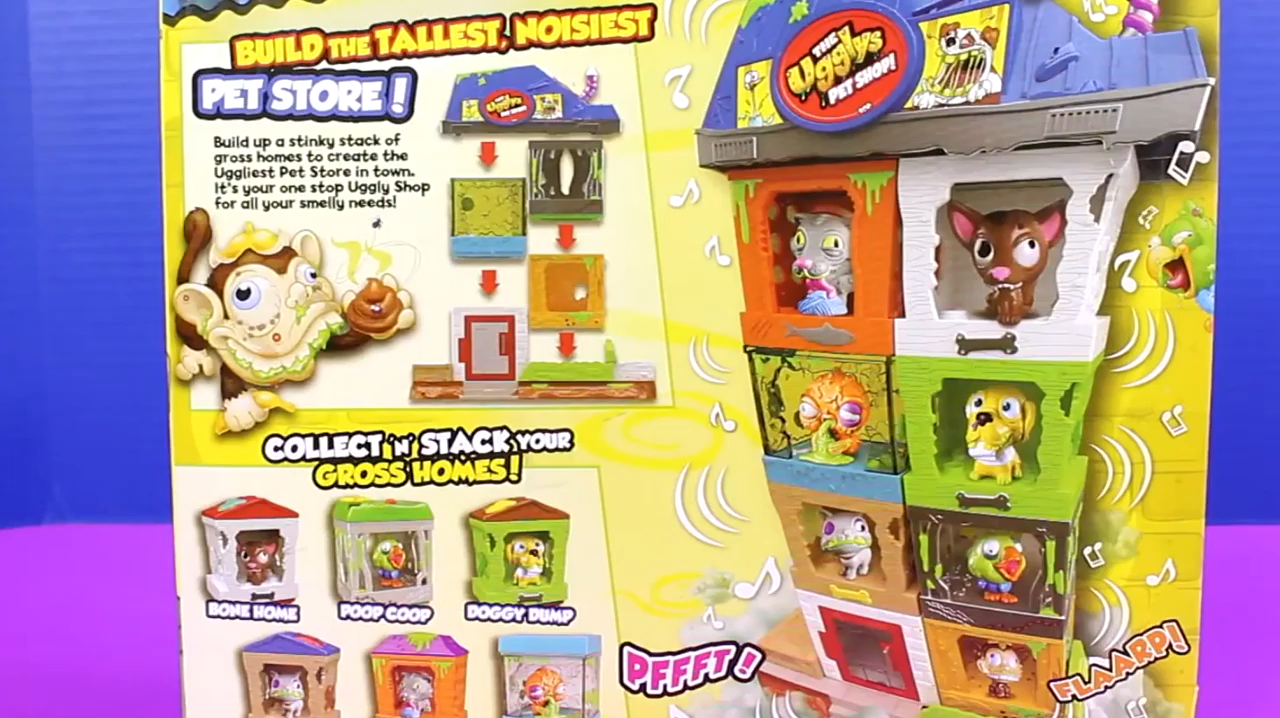 BUILD THE TALLEST, NOISIEST
PET STORE!
Build up a stinky stack of
gross homes to create the
Uggliest Pet Store in town.
It's your one stop Uggly Shop
for all your smelly needs!
THE
Ugglys
PET SHOP!
COLLECT 'N' STACK YOUR
GROSS HOMES!
BONE HOME
POOP COOP
DOGGY DUMP
PFFFT!
FLAARP!